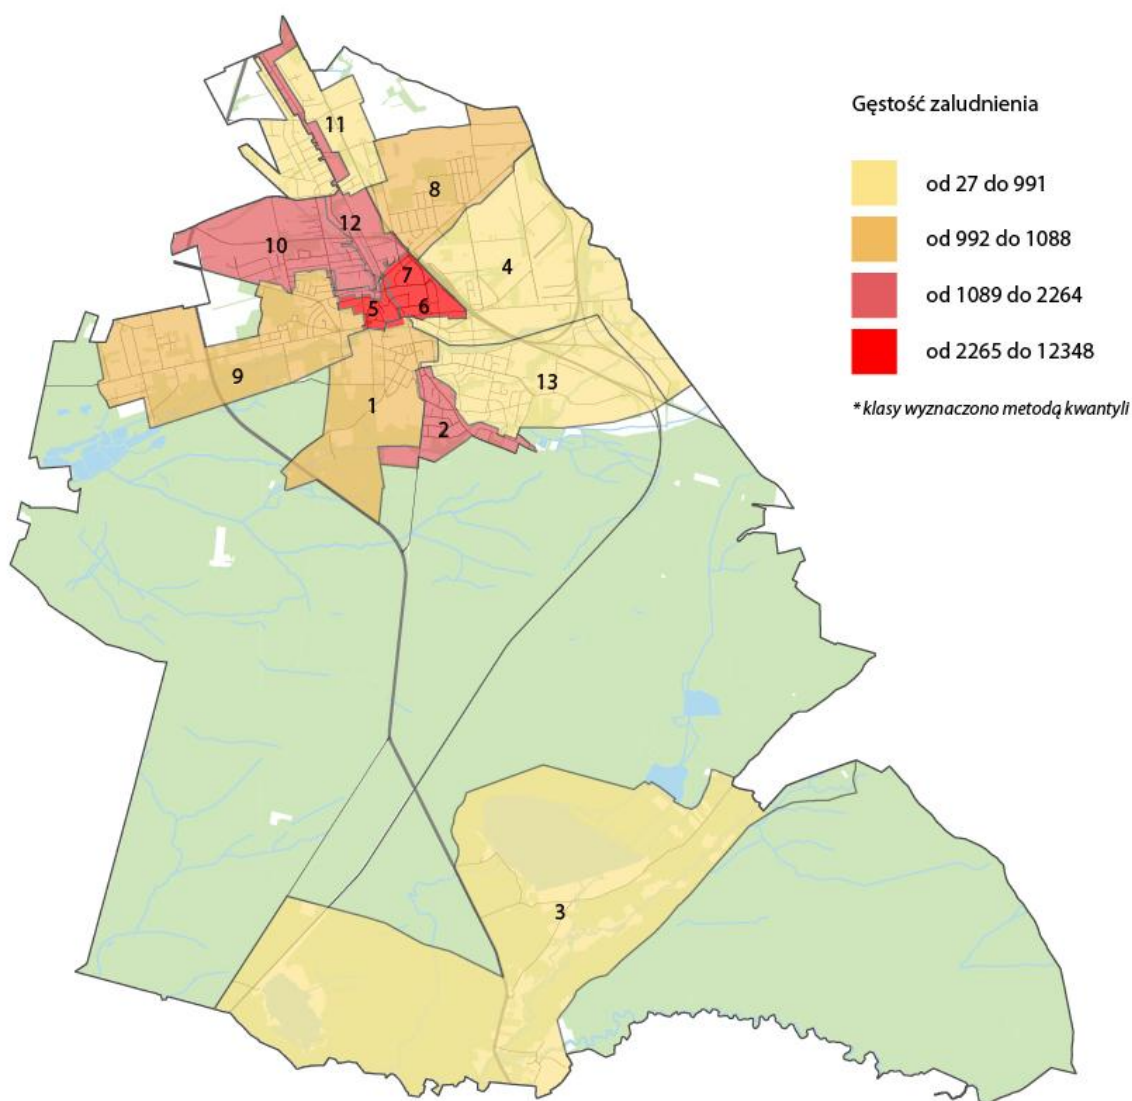 Gęstość zaludnienia
od 27 do 991
od 992 do 1088
od 1089 do 2264
od 2265 do 12348
* klasy wyznaczono metodą kwantyli
11
8
12
10
4
7
5
6
9
13
1
2
3